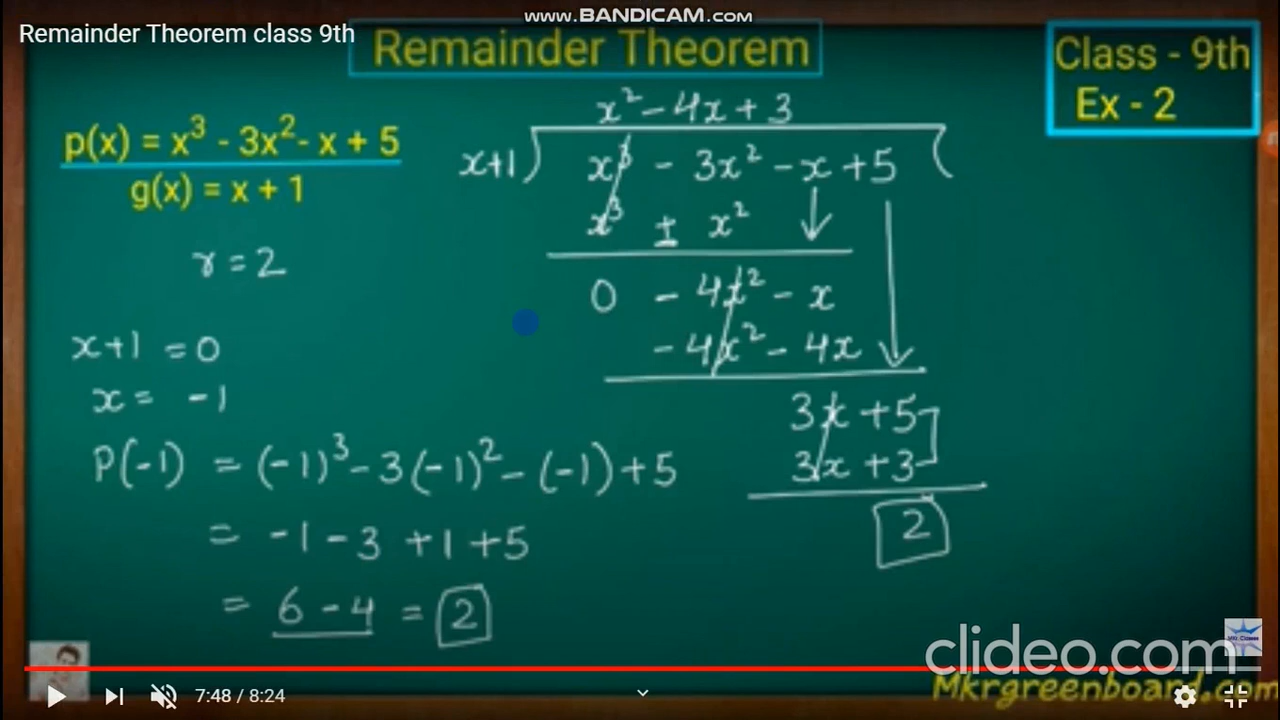 www.BANDICAM.com
Remainder Theorem class 9th
Remainder Theorem
Class - 9th
Ex - 2
p(x) = x³ - 3x² - x + 5
g(x) = x + 1
r = 2
x+1 = 0
x = -1
P(-1) = (-1)³ - 3(-1)² - (-1) + 5
= -1 - 3 + 1 + 5
= 6 - 4 = 2
x² - 4x + 3
x+1 ) x³ - 3x² - x + 5 (
x³ ± x²
0 - 4x² - x
- 4x² - 4x
3x + 5
3x + 3
2
clideo.com
Mkrgreenboard.com
7:48 / 8:24